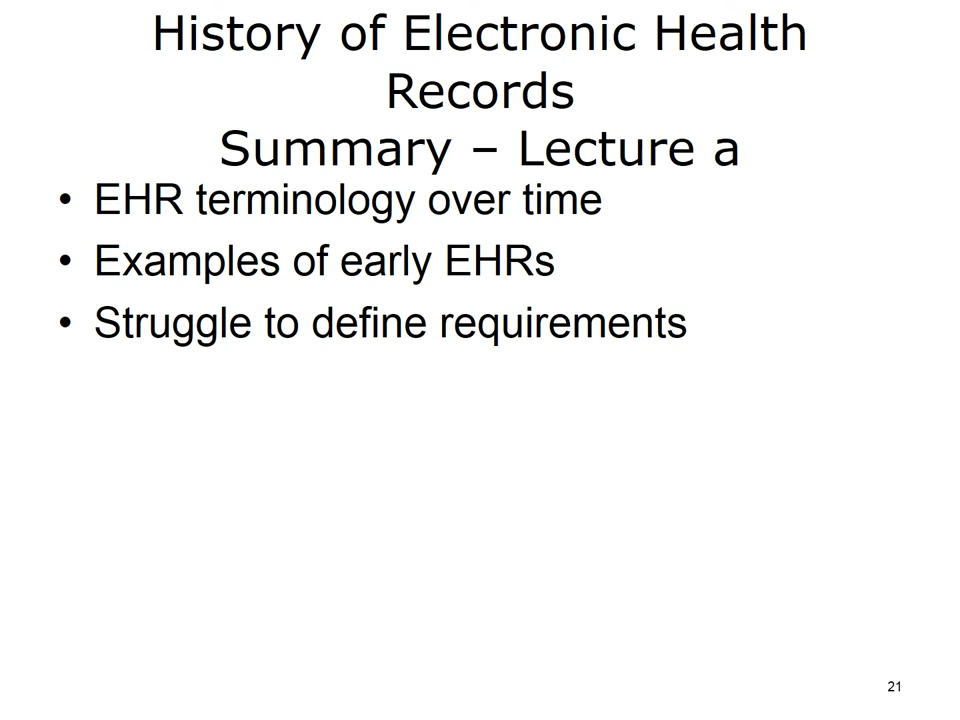 History of Electronic Health
Records
Summary – Lecture a
• EHR terminology over time
• Examples of early EHRs
• Struggle to define requirements
21